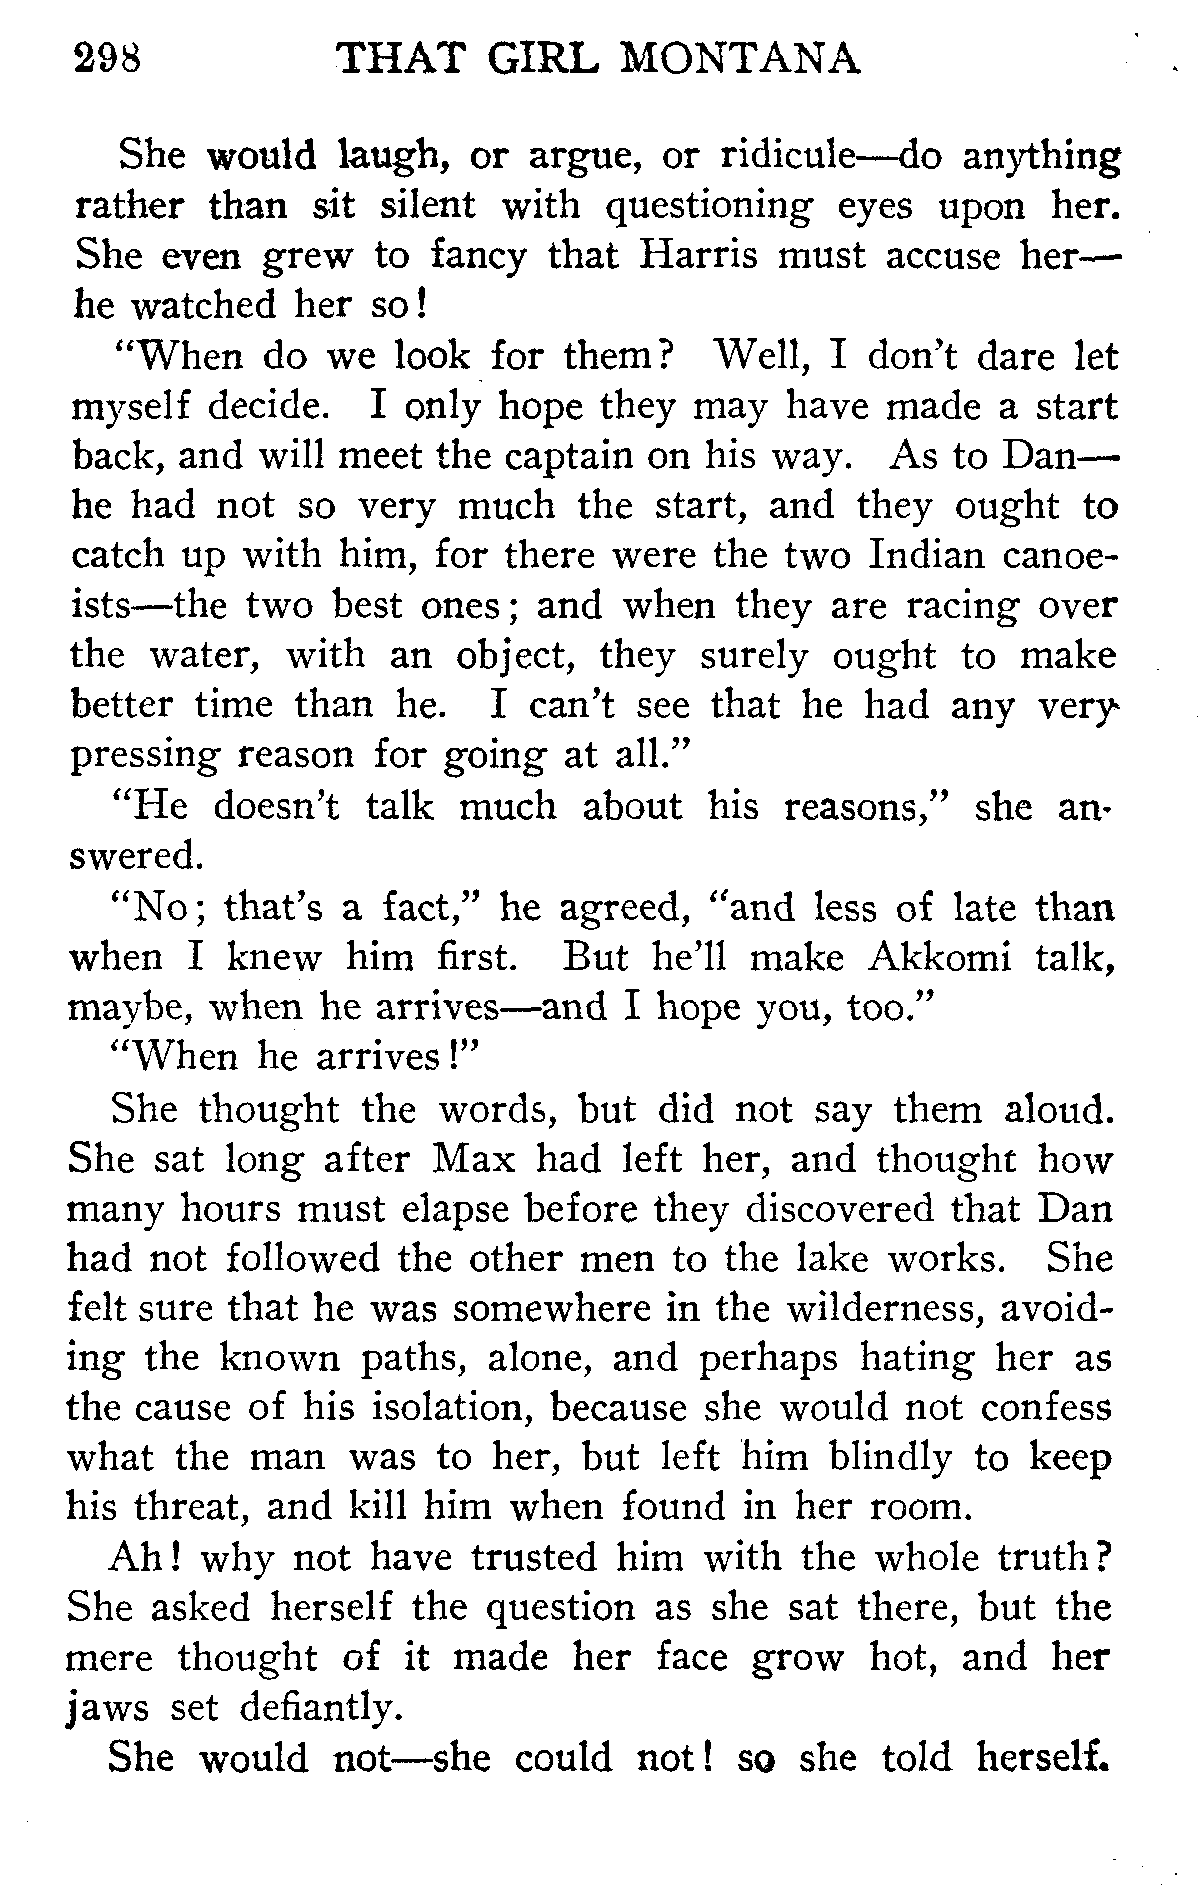 298 THAT GIRL MONTANA
She would laugh, or argue, or ridicule—do anything
rather than sit silent with questioning eyes upon her.
She even grew to fancy that Harris must accuse her—
he watched her so!
"When do we look for them? Well, I don't dare let
myself decide. I only hope they may have made a start
back, and will meet the captain on his way. As to Dan—
he had not so very much the start, and they ought to
catch up with him, for there were the two Indian canoe-
ists—the two best ones; and when they are racing over
the water, with an object, they surely ought to make
better time than he. I can't see that he had any very
pressing reason for going at all."
"He doesn't talk much about his reasons," she an-
swered.
"No; that's a fact," he agreed, "and less of late than
when I knew him first. But he'll make Akkomi talk,
maybe, when he arrives—and I hope you, too."
"When he arrives!"
She thought the words, but did not say them aloud.
She sat long after Max had left her, and thought how
many hours must elapse before they discovered that Dan
had not followed the other men to the lake works. She
felt sure that he was somewhere in the wilderness, avoid-
ing the known paths, alone, and perhaps hating her as
the cause of his isolation, because she would not confess
what the man was to her, but left him blindly to keep
his threat, and kill him when found in her room.
Ah! why not have trusted him with the whole truth?
She asked herself the question as she sat there, but the
mere thought of it made her face grow hot, and her
jaws set defiantly.
She would not—she could not! so she told herself.